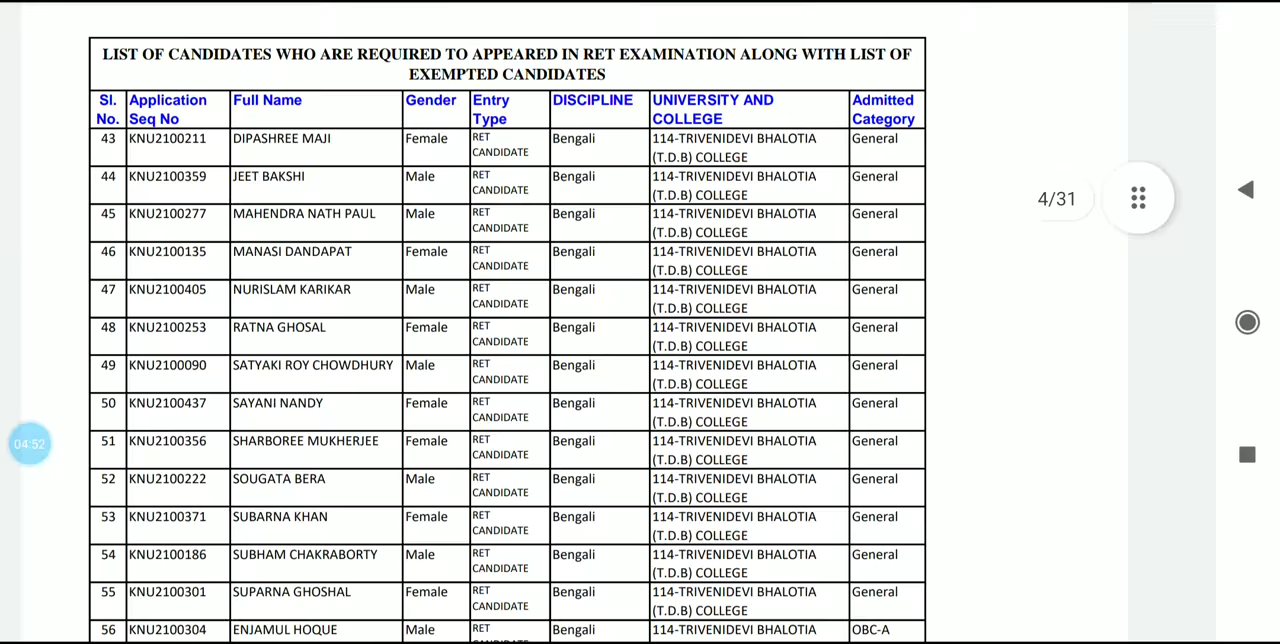 LIST OF CANDIDATES WHO ARE REQUIRED TO APPEARED IN RET EXAMINATION ALONG WITH LIST OF
EXEMPTED CANDIDATES
Sl. No. Application Seq No Full Name Gender Entry Type DISCIPLINE UNIVERSITY AND COLLEGE Admitted Category
43 KNU2100211 DIPASHREE MAJI Female RET CANDIDATE Bengali 114-TRIVENIDEVI BHALOTIA (T.D.B) COLLEGE General
44 KNU2100359 JEET BAKSHI Male RET CANDIDATE Bengali 114-TRIVENIDEVI BHALOTIA (T.D.B) COLLEGE General
45 KNU2100277 MAHENDRA NATH PAUL Male RET CANDIDATE Bengali 114-TRIVENIDEVI BHALOTIA (T.D.B) COLLEGE General
46 KNU2100135 MANASI DANDAPAT Female RET CANDIDATE Bengali 114-TRIVENIDEVI BHALOTIA (T.D.B) COLLEGE General
47 KNU2100405 NURISLAM KARIKAR Male RET CANDIDATE Bengali 114-TRIVENIDEVI BHALOTIA (T.D.B) COLLEGE General
48 KNU2100253 RATNA GHOSAL Female RET CANDIDATE Bengali 114-TRIVENIDEVI BHALOTIA (T.D.B) COLLEGE General
49 KNU2100090 SATYAKI ROY CHOWDHURY Male RET CANDIDATE Bengali 114-TRIVENIDEVI BHALOTIA (T.D.B) COLLEGE General
50 KNU2100437 SAYANI NANDY Female RET CANDIDATE Bengali 114-TRIVENIDEVI BHALOTIA (T.D.B) COLLEGE General
51 KNU2100356 SHARBOREE MUKHERJEE Female RET CANDIDATE Bengali 114-TRIVENIDEVI BHALOTIA (T.D.B) COLLEGE General
52 KNU2100222 SOUGATA BERA Male RET CANDIDATE Bengali 114-TRIVENIDEVI BHALOTIA (T.D.B) COLLEGE General
53 KNU2100371 SUBARNA KHAN Female RET CANDIDATE Bengali 114-TRIVENIDEVI BHALOTIA (T.D.B) COLLEGE General
54 KNU2100186 SUBHAM CHAKRABORTY Male RET CANDIDATE Bengali 114-TRIVENIDEVI BHALOTIA (T.D.B) COLLEGE General
55 KNU2100301 SUPARNA GHOSHAL Female RET CANDIDATE Bengali 114-TRIVENIDEVI BHALOTIA (T.D.B) COLLEGE General
56 KNU2100304 ENJAMUL HOQUE Male RET Bengali 114-TRIVENIDEVI BHALOTIA OBC-A
4/31
04:52